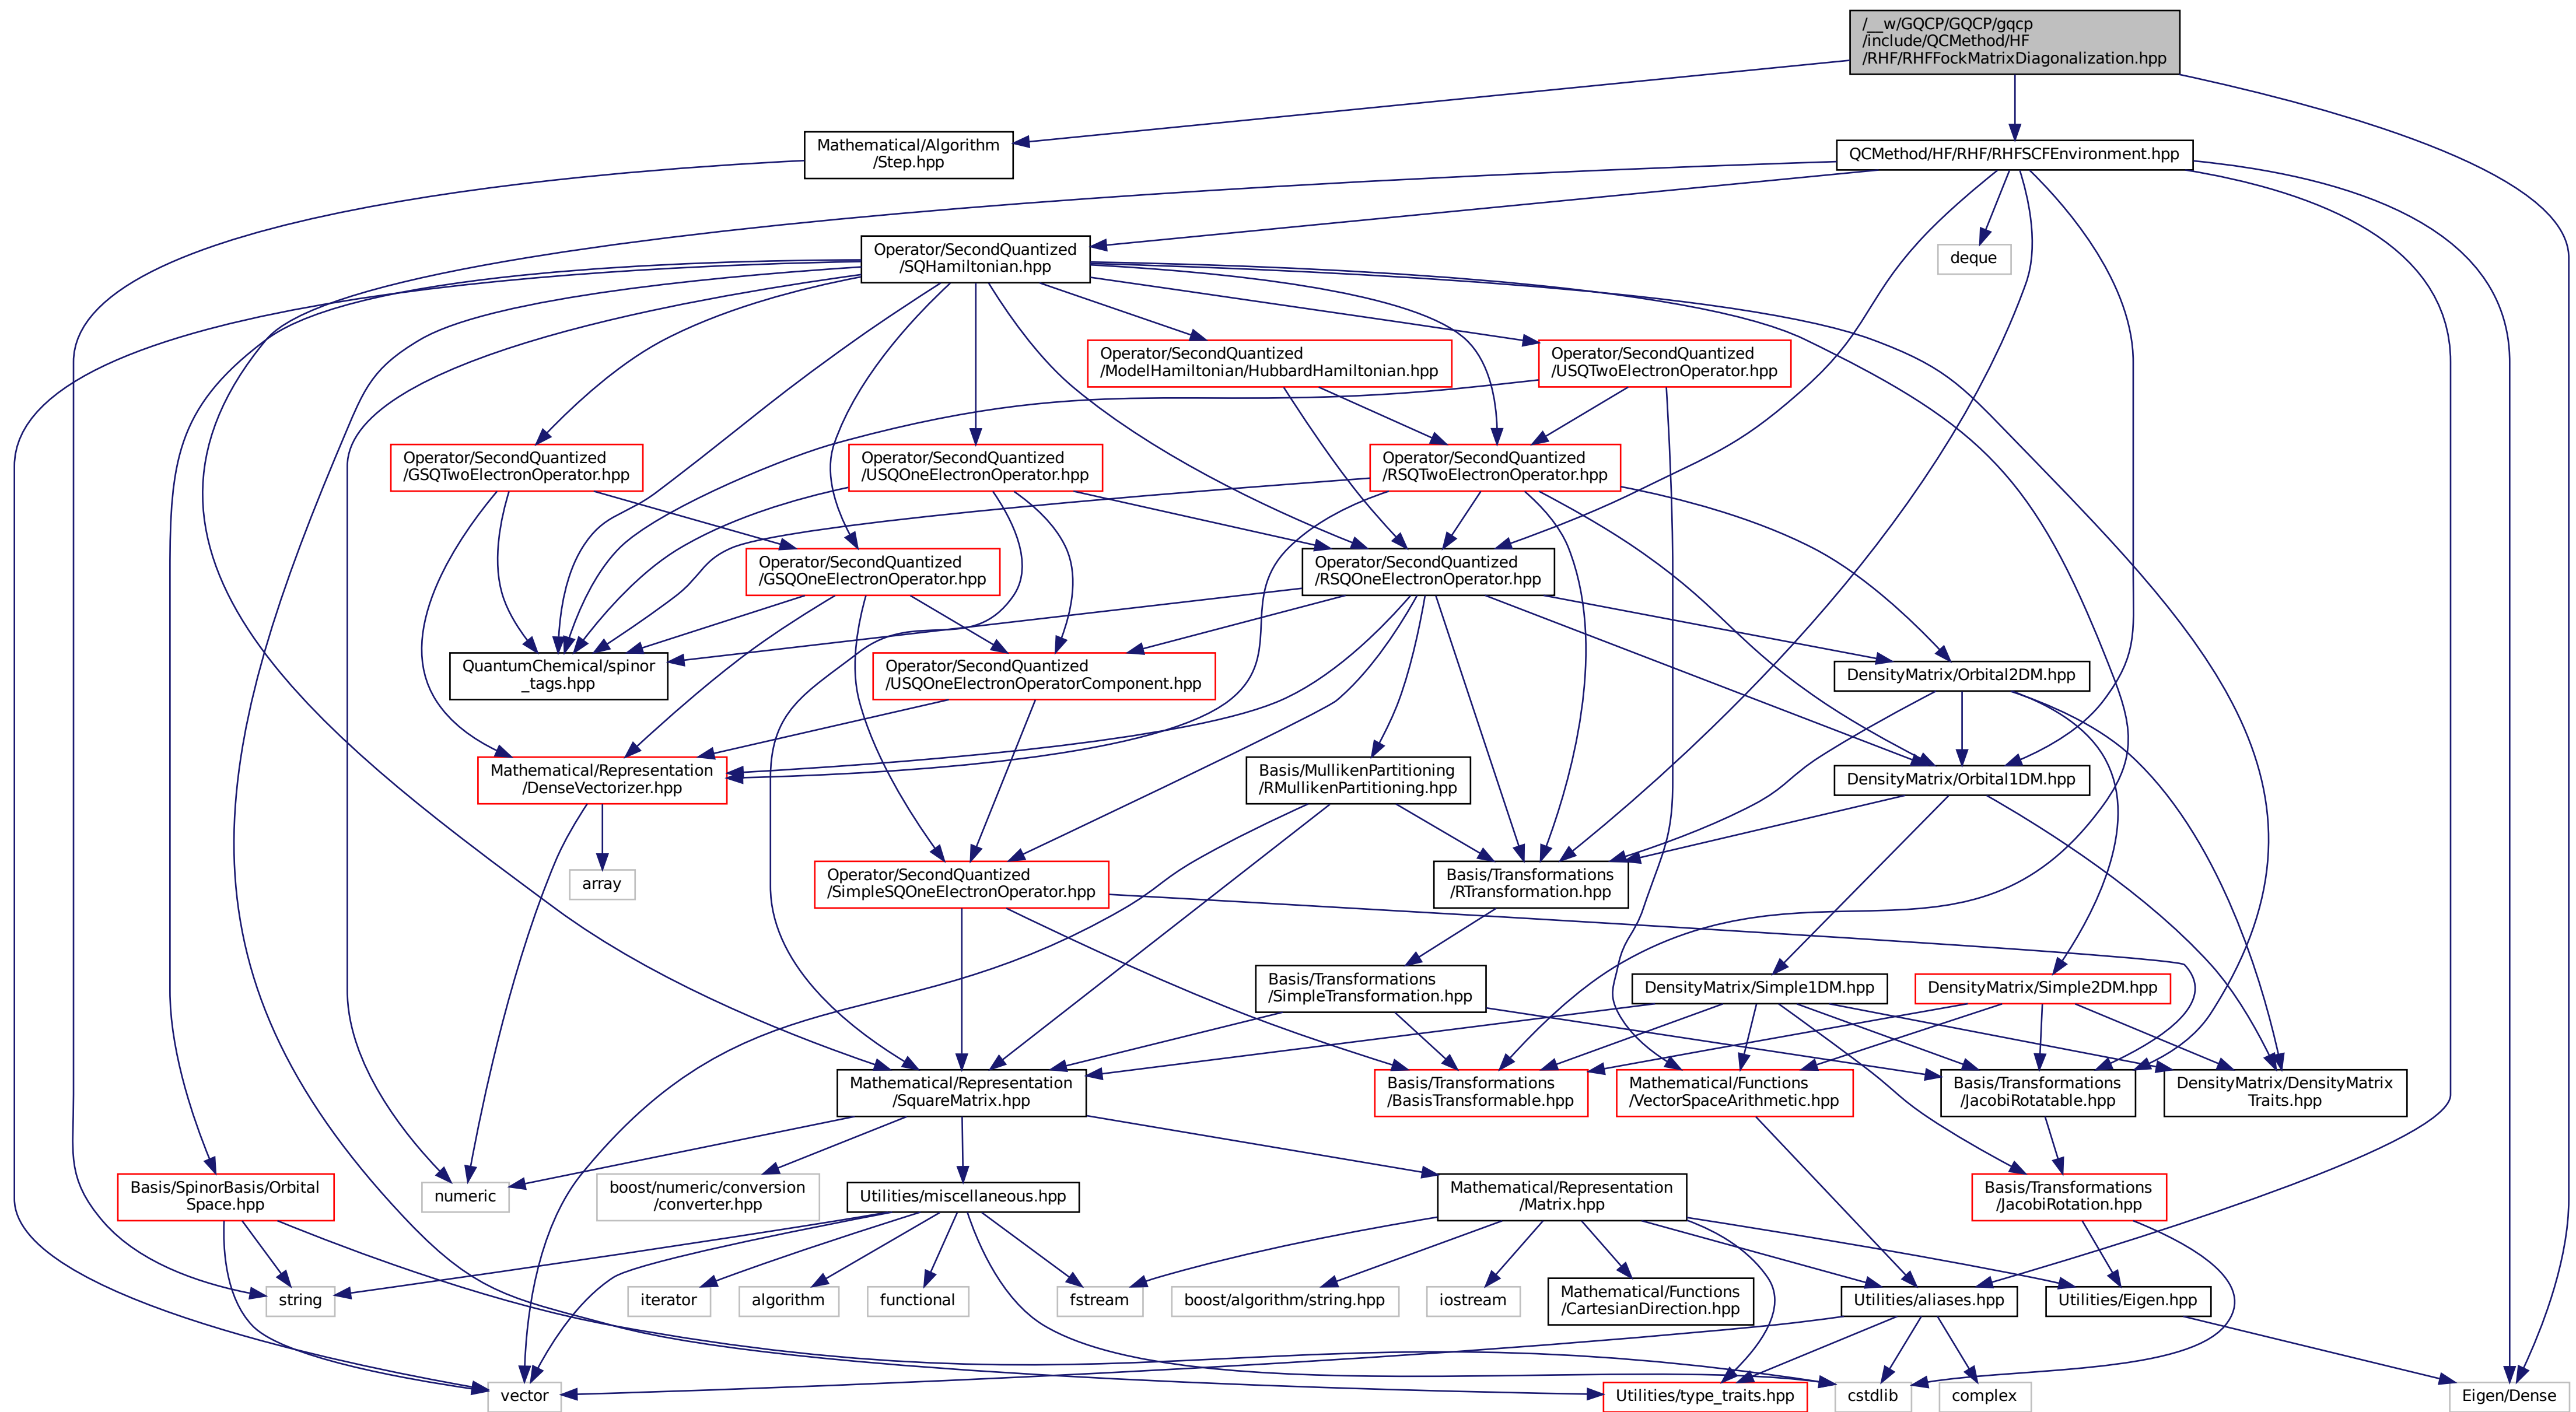 /__w/GQCP/GQCP/gqcp
/include/QCMethod/HF
/RHF/RHFFockMatrixDiagonalization.hpp
Mathematical/Algorithm
/Step.hpp
QCMethod/HF/RHF/RHFSCFEnvironment.hpp
Operator/SecondQuantized
/SQHamiltonian.hpp
deque
Operator/SecondQuantized
/ModelHamiltonian/HubbardHamiltonian.hpp
Operator/SecondQuantized
/USQTwoElectronOperator.hpp
Operator/SecondQuantized
/GSQTwoElectronOperator.hpp
Operator/SecondQuantized
/USQOneElectronOperator.hpp
Operator/SecondQuantized
/RSQTwoElectronOperator.hpp
Operator/SecondQuantized
/GSQOneElectronOperator.hpp
Operator/SecondQuantized
/RSQOneElectronOperator.hpp
QuantumChemical/spinor
_tags.hpp
Operator/SecondQuantized
/USQOneElectronOperatorComponent.hpp
DensityMatrix/Orbital2DM.hpp
Mathematical/Representation
/DenseVectorizer.hpp
Basis/MullikenPartitioning
/RMullikenPartitioning.hpp
DensityMatrix/Orbital1DM.hpp
array
Operator/SecondQuantized
/SimpleSQOneElectronOperator.hpp
Basis/Transformations
/RTransformation.hpp
Basis/Transformations
/SimpleTransformation.hpp
DensityMatrix/Simple1DM.hpp
DensityMatrix/Simple2DM.hpp
Mathematical/Representation
/SquareMatrix.hpp
Basis/Transformations
/BasisTransformable.hpp
Mathematical/Functions
/VectorSpaceArithmetic.hpp
Basis/Transformations
/JacobiRotatable.hpp
DensityMatrix/DensityMatrix
Traits.hpp
Basis/SpinorBasis/Orbital
Space.hpp
numeric
boost/numeric/conversion
/converter.hpp
Utilities/miscellaneous.hpp
Mathematical/Representation
/Matrix.hpp
Basis/Transformations
/JacobiRotation.hpp
string
iterator
algorithm
functional
fstream
boost/algorithm/string.hpp
iostream
Mathematical/Functions
/CartesianDirection.hpp
Utilities/aliases.hpp
Utilities/Eigen.hpp
vector
Utilities/type_traits.hpp
cstdlib
complex
Eigen/Dense